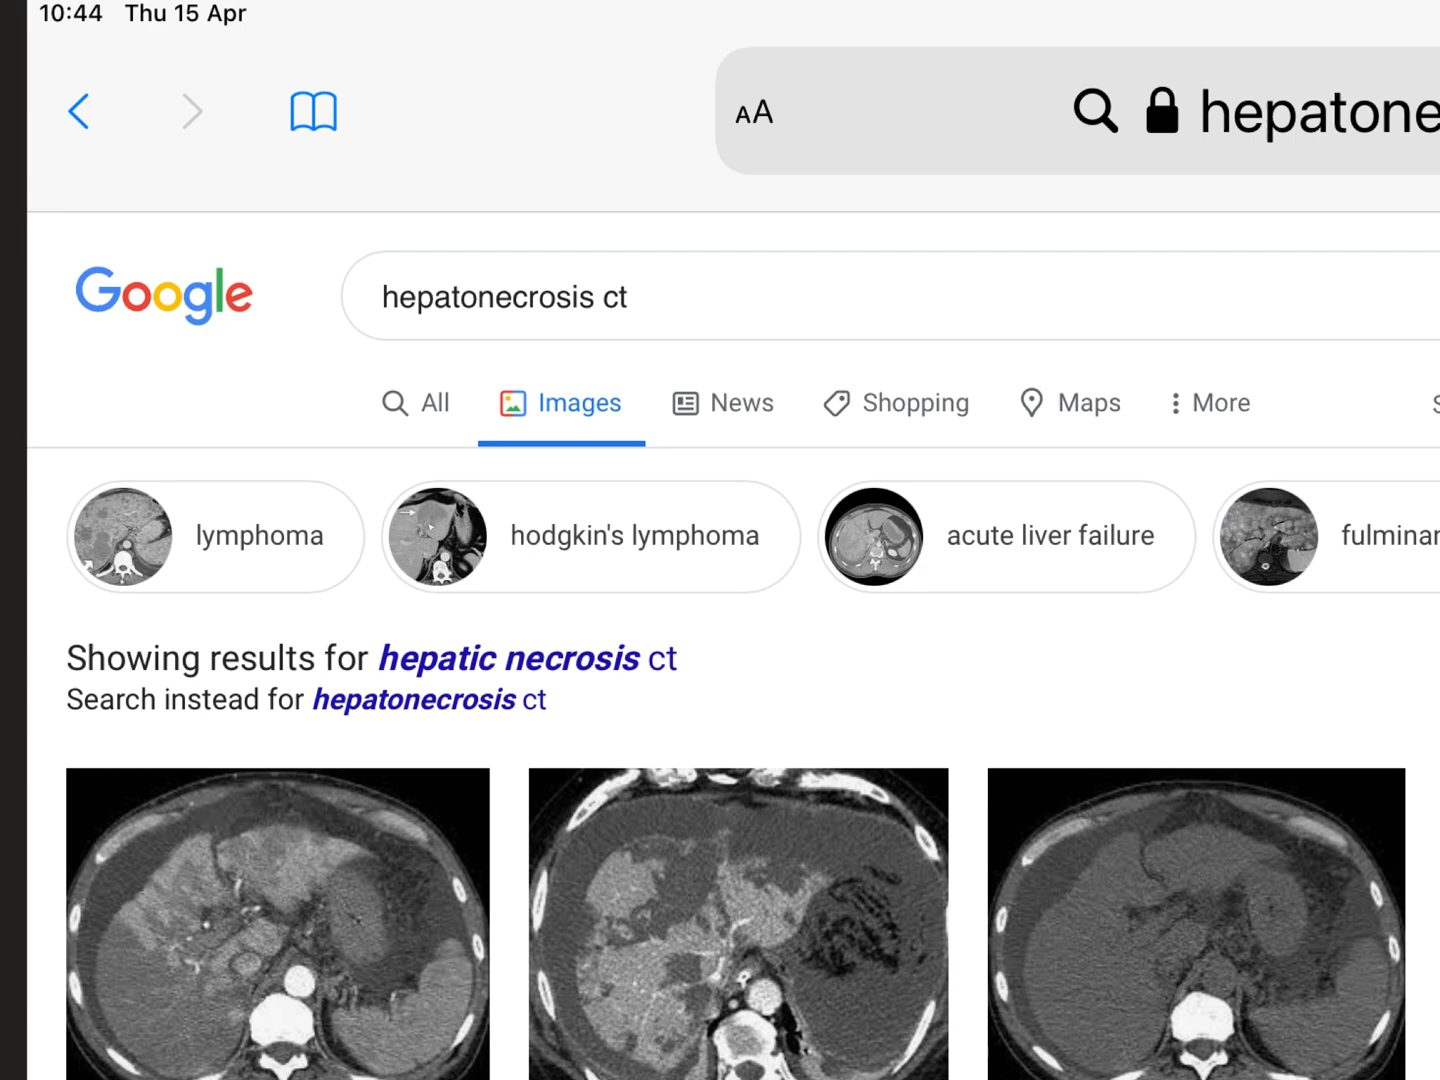 10:44 Thu 15 Apr
AA hepatone
Google hepatonecrosis ct
All Images News Shopping Maps More
lymphoma hodgkin's lymphoma acute liver failure fulminar
Showing results for hepatic necrosis ct
Search instead for hepatonecrosis ct